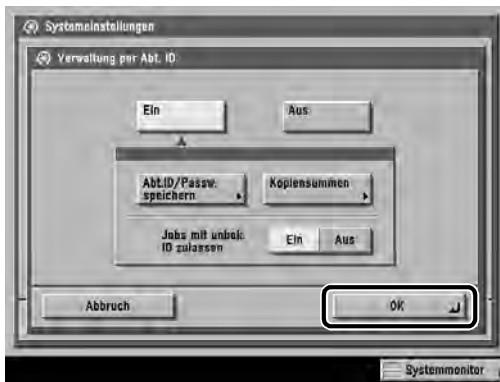 Systemeinstellungen
Verwaltung per Abt. ID
Ein
Aus
Abt.ID/Passw.
speichern
Kopiensummen
Jobs mit unbek.
ID zulassen
Ein
Aus
Abbruch
OK
Systemmonitor